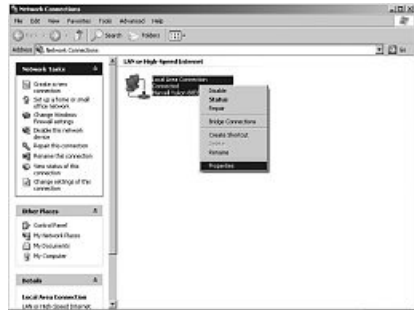 Network Connections
File Edit View Favorites Tools Advanced Help
Search Folders
Address Network Connections
Network Tasks
Create a new
connection
Set up a home or small
office network
Change Windows
Firewall settings
Disable this network
device
Repair this connection
Rename this connection
View status of this
connection
Change settings of this
connection
Other Places
Control Panel
My Network Places
My Documents
My Computer
Details
Local Area Connection
LAN or High-Speed Internet
LAN or High-Speed Internet
Local Area Connection
Connected
Marvell Yukon
Disable
Status
Repair
Bridge Connections
Create Shortcut
Delete
Rename
Properties